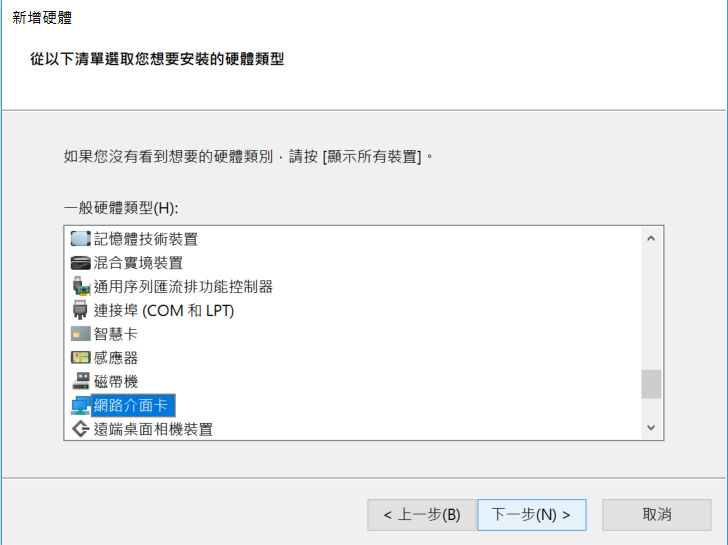 新增硬體
從以下清單選取您想要安裝的硬體類型
如果您沒有看到想要的硬體類別，請按 [顯示所有裝置]。
一般硬體類型(H):
記憶體技術裝置
混合實境裝置
通用序列匯流排功能控制器
連接埠 (COM 和 LPT)
智慧卡
感應器
磁帶機
網路介面卡
遠端桌面相機裝置
< 上一步(B)
下一步(N) >
取消